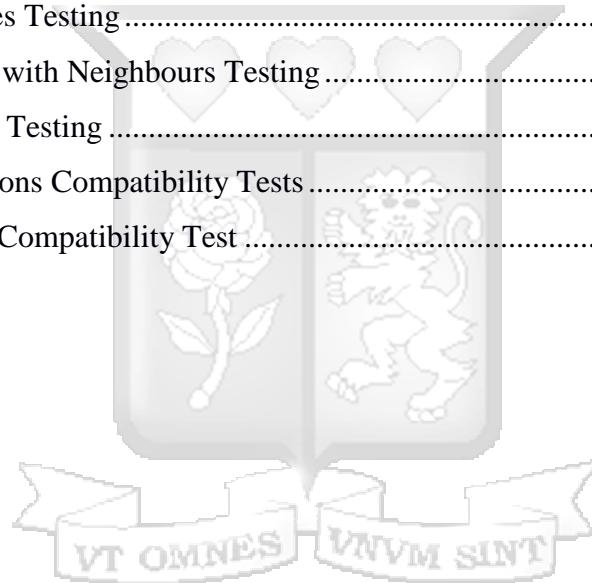 es Testing....................................................................................
with Neighbours Testing...................................................
Testing.......................................................................................
ons Compatibility Tests......................................................
Compatibility Test...................................................................
VT OMNES VNVM SINT